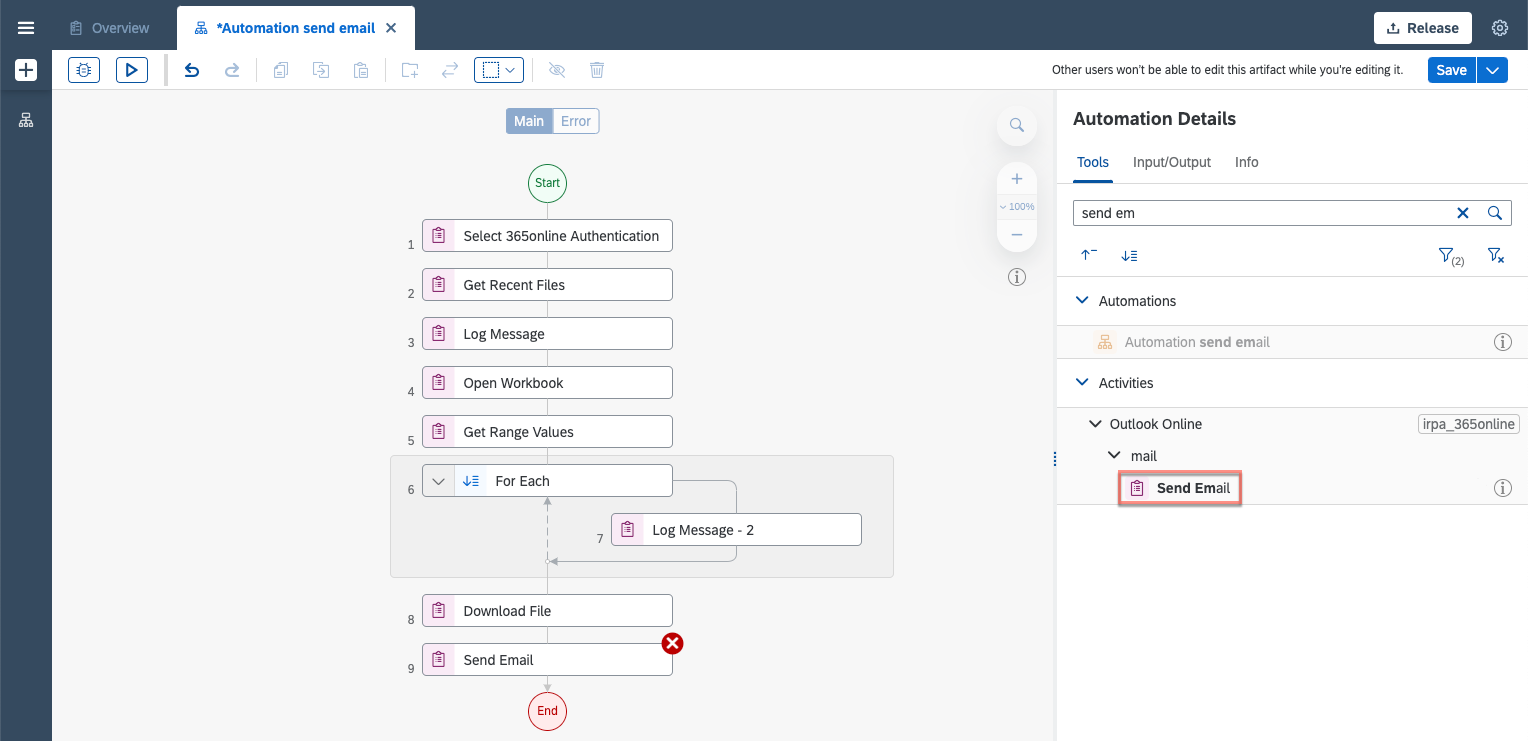 Overview
*Automation send email
Release
Other users won't be able to edit this artifact while you're editing it.
Save
Main
Error
100%
Start
1
Select 365online Authentication
2
Get Recent Files
3
Log Message
4
Open Workbook
5
Get Range Values
6
For Each
7
Log Message - 2
8
Download File
9
Send Email
End
Automation Details
Tools
Input/Output
Info
send em
(2)
Automations
Automation send email
Activities
Outlook Online
irpa_365online
mail
Send Email